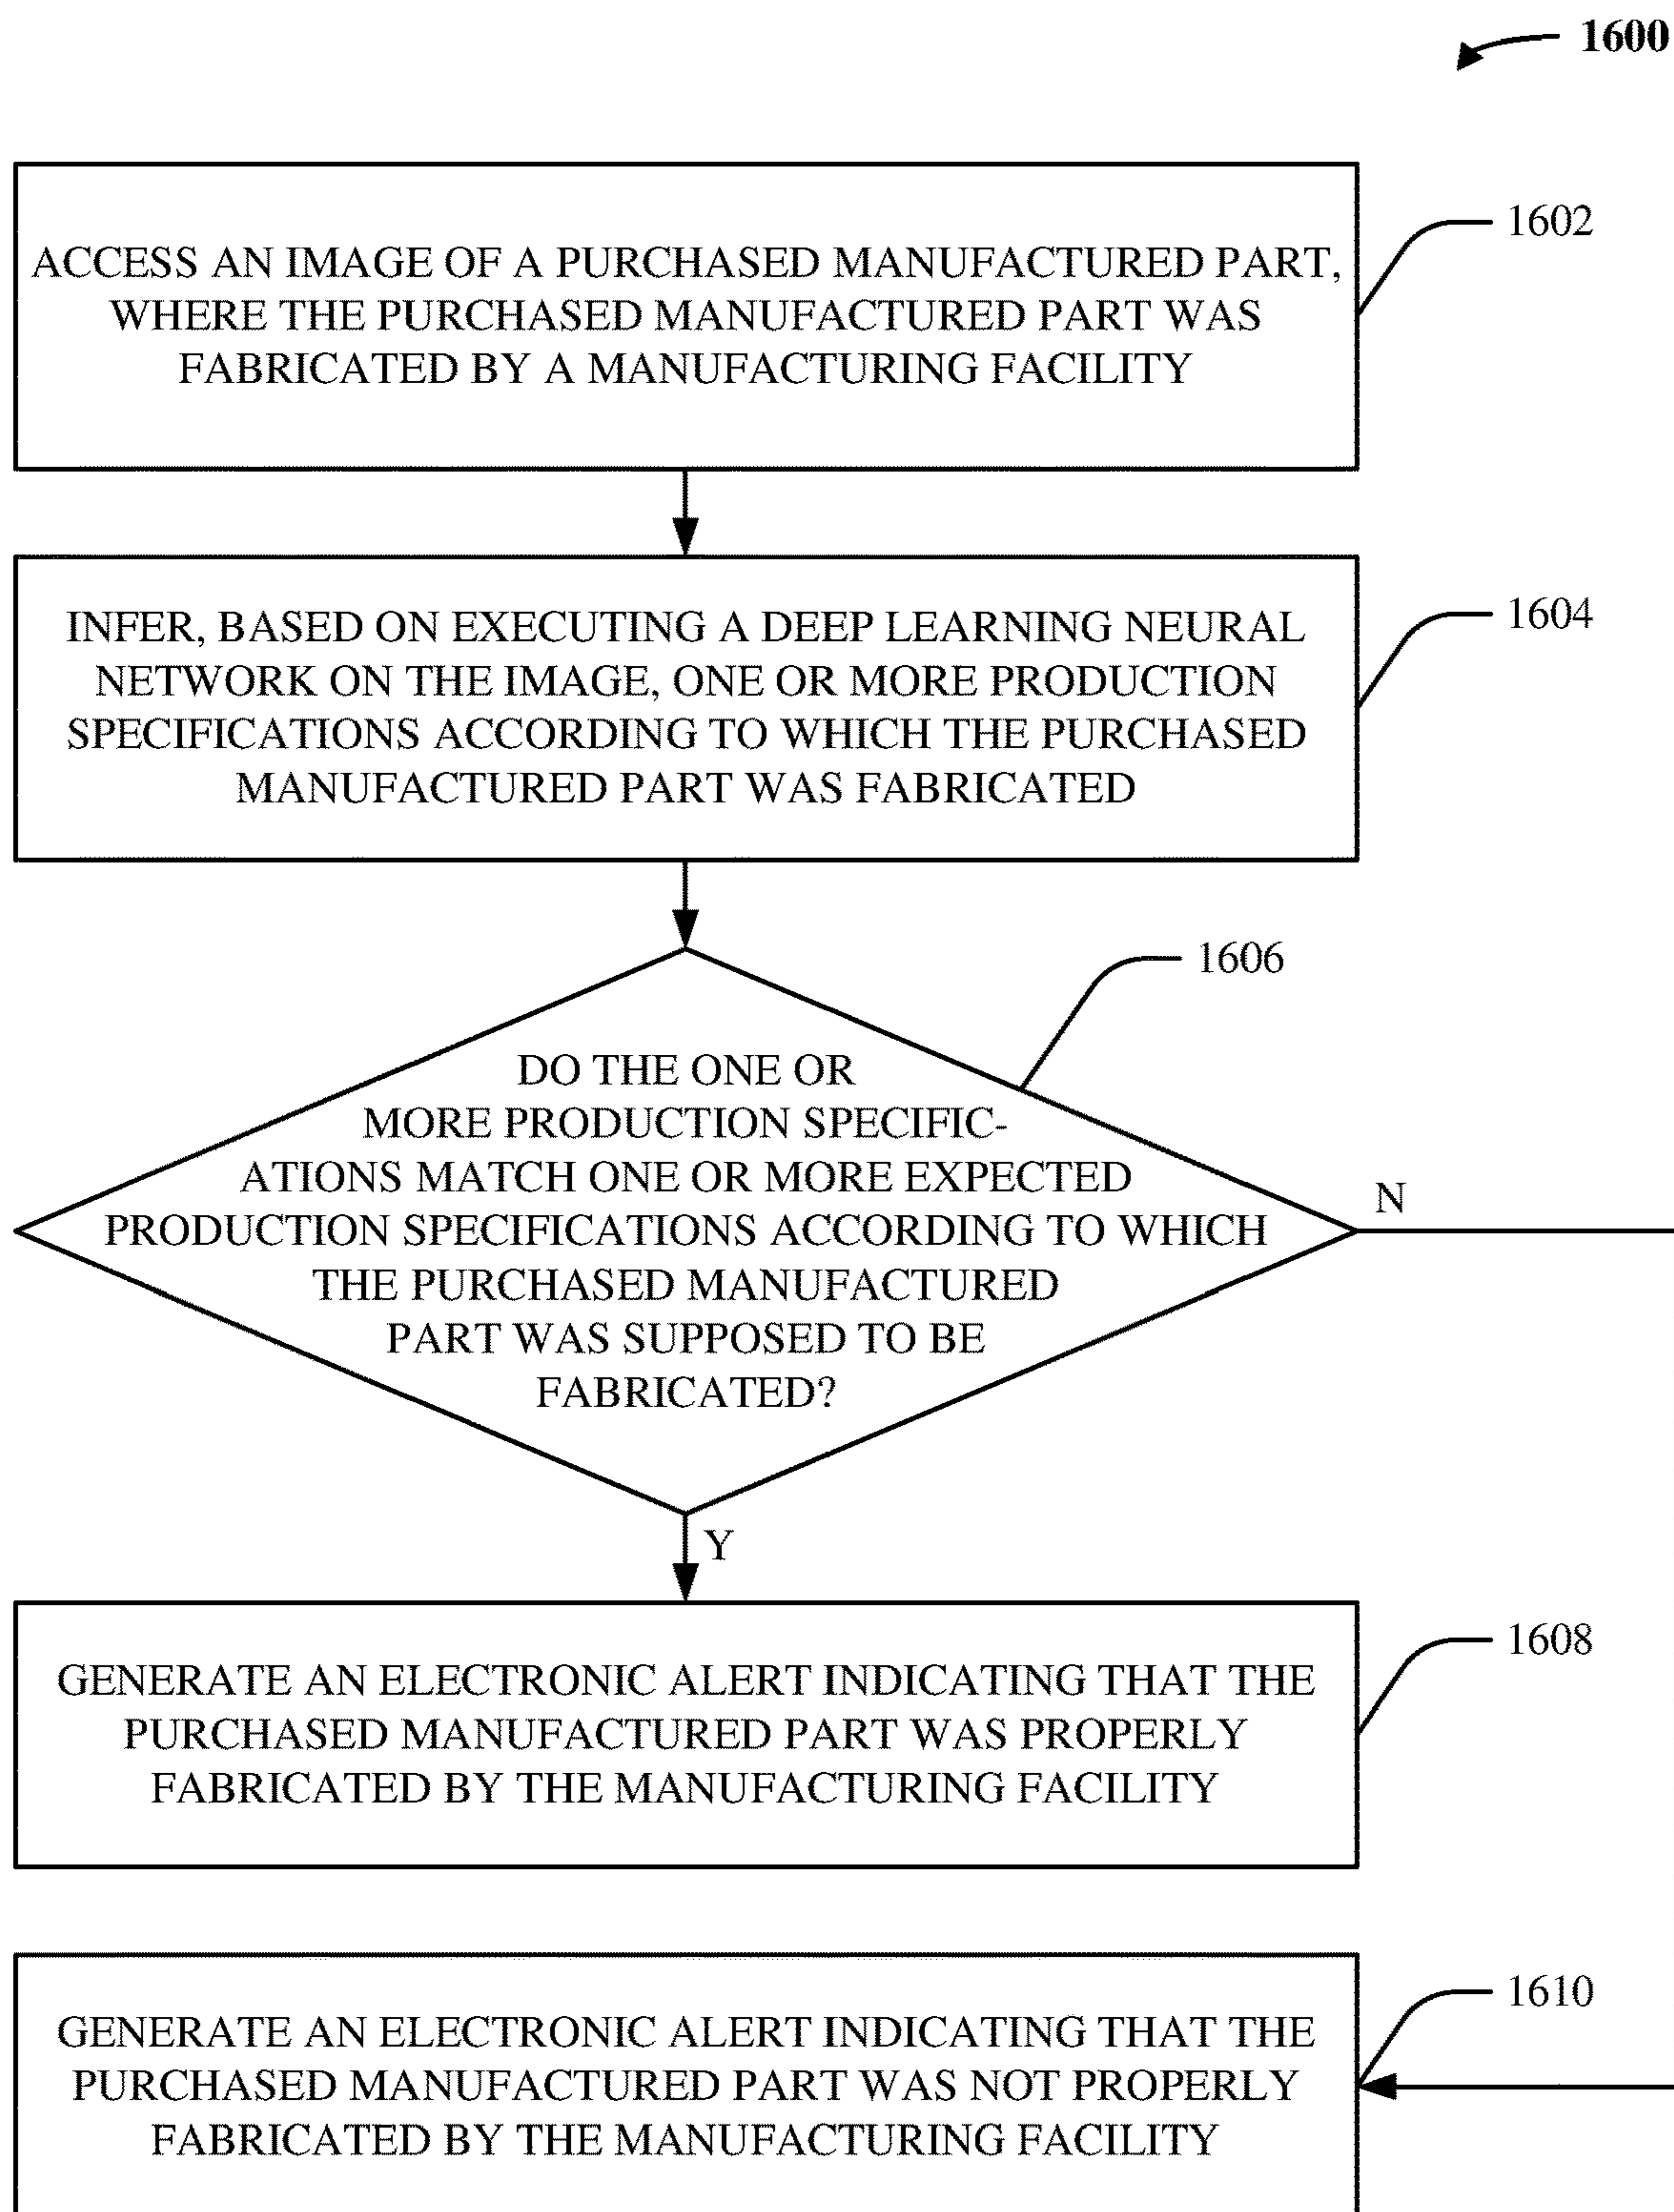 1600
ACCESS AN IMAGE OF A PURCHASED MANUFACTURED PART,
WHERE THE PURCHASED MANUFACTURED PART WAS
FABRICATED BY A MANUFACTURING FACILITY
1602
INFER, BASED ON EXECUTING A DEEP LEARNING NEURAL
NETWORK ON THE IMAGE, ONE OR MORE PRODUCTION
SPECIFICATIONS ACCORDING TO WHICH THE PURCHASED
MANUFACTURED PART WAS FABRICATED
1604
1606
DO THE ONE OR
MORE PRODUCTION SPECIFIC-
ATIONS MATCH ONE OR MORE EXPECTED
PRODUCTION SPECIFICATIONS ACCORDING TO WHICH
THE PURCHASED MANUFACTURED
PART WAS SUPPOSED TO BE
FABRICATED?
N
Y
GENERATE AN ELECTRONIC ALERT INDICATING THAT THE
PURCHASED MANUFACTURED PART WAS PROPERLY
FABRICATED BY THE MANUFACTURING FACILITY
1608
GENERATE AN ELECTRONIC ALERT INDICATING THAT THE
PURCHASED MANUFACTURED PART WAS NOT PROPERLY
FABRICATED BY THE MANUFACTURING FACILITY
1610